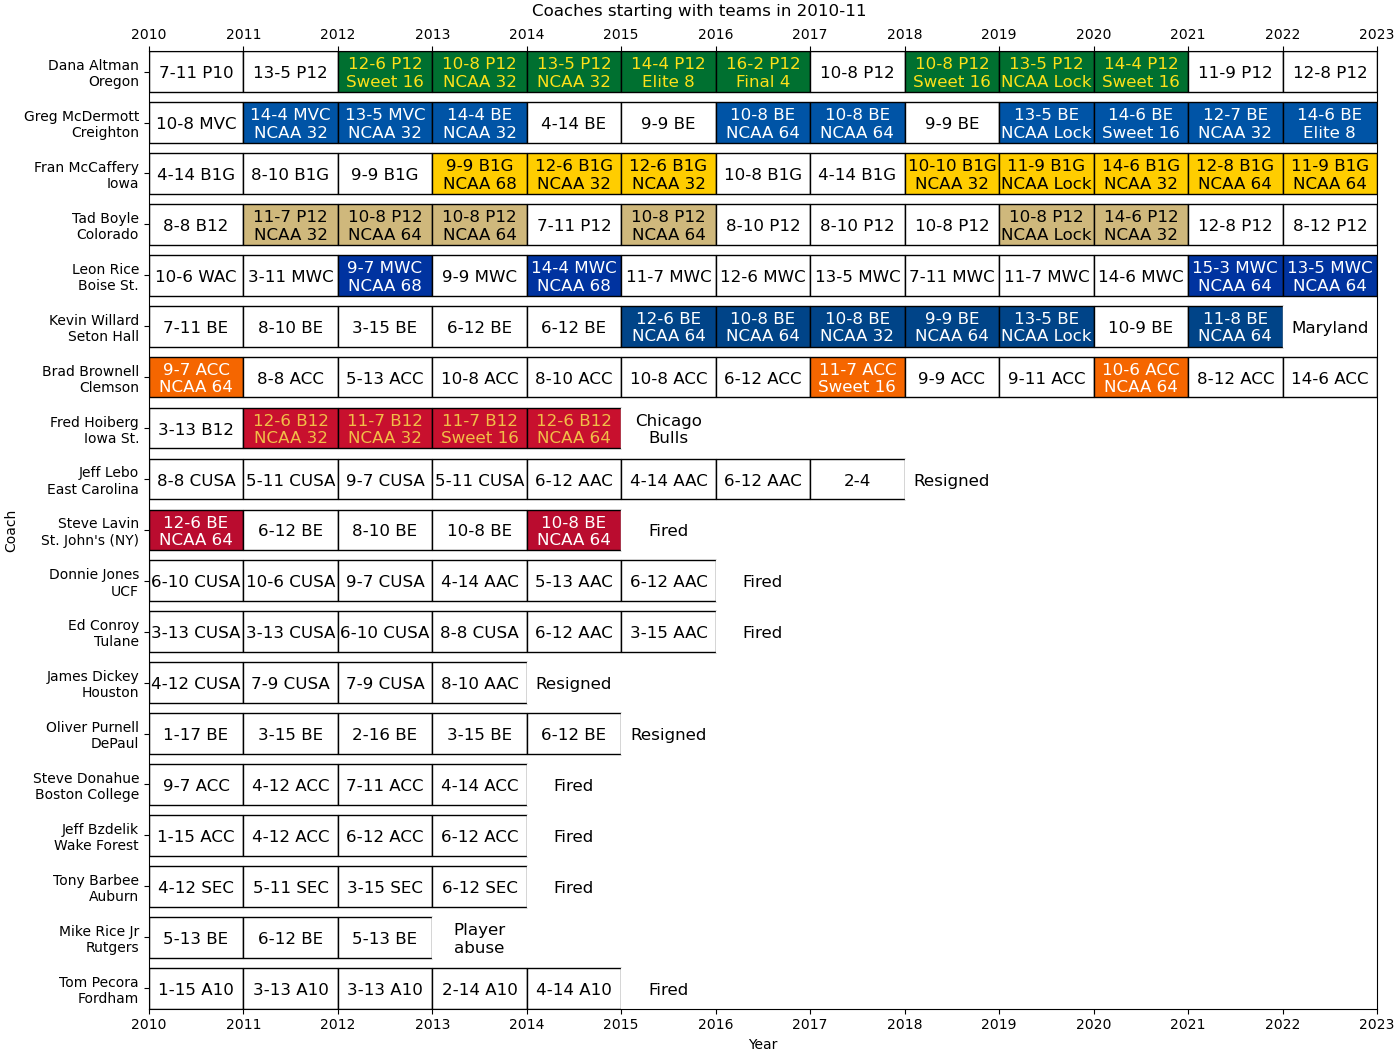 Coaches starting with teams in 2010-11
2010 2011 2012 2013 2014 2015 2016 2017 2018 2019 2020 2021 2022 2023
Dana Altman
Oregon
7-11 P10
13-5 P12
12-6 P12
Sweet 16
10-8 P12
NCAA 32
13-5 P12
NCAA 32
14-4 P12
Elite 8
16-2 P12
Final 4
10-8 P12
10-8 P12
Sweet 16
13-5 P12
NCAA Lock
14-4 P12
Sweet 16
11-9 P12
12-8 P12
Greg McDermott
Creighton
10-8 MVC
14-4 MVC
NCAA 32
13-5 MVC
NCAA 32
14-4 BE
NCAA 32
4-14 BE
9-9 BE
10-8 BE
NCAA 64
10-8 BE
NCAA 64
9-9 BE
13-5 BE
NCAA Lock
14-6 BE
Sweet 16
12-7 BE
NCAA 32
14-6 BE
Elite 8
Fran McCaffery
Iowa
4-14 B1G
8-10 B1G
9-9 B1G
9-9 B1G
NCAA 68
12-6 B1G
NCAA 32
12-6 B1G
NCAA 32
10-8 B1G
4-14 B1G
10-10 B1G
NCAA 32
11-9 B1G
NCAA Lock
14-6 B1G
NCAA 32
12-8 B1G
NCAA 64
11-9 B1G
NCAA 64
Tad Boyle
Colorado
8-8 B12
11-7 P12
NCAA 32
10-8 P12
NCAA 64
10-8 P12
NCAA 64
7-11 P12
10-8 P12
NCAA 64
8-10 P12
8-10 P12
10-8 P12
10-8 P12
NCAA Lock
14-6 P12
NCAA 32
12-8 P12
8-12 P12
Leon Rice
Boise St.
10-6 WAC
3-11 MWC
9-7 MWC
NCAA 68
9-9 MWC
14-4 MWC
NCAA 68
11-7 MWC
12-6 MWC
13-5 MWC
7-11 MWC
11-7 MWC
14-6 MWC
15-3 MWC
NCAA 64
13-5 MWC
NCAA 64
Kevin Willard
Seton Hall
7-11 BE
8-10 BE
3-15 BE
6-12 BE
6-12 BE
12-6 BE
NCAA 64
10-8 BE
NCAA 64
10-8 BE
NCAA 32
9-9 BE
NCAA 64
13-5 BE
NCAA Lock
10-9 BE
11-8 BE
NCAA 64
Maryland
Brad Brownell
Clemson
9-7 ACC
NCAA 64
8-8 ACC
5-13 ACC
10-8 ACC
8-10 ACC
10-8 ACC
6-12 ACC
11-7 ACC
Sweet 16
9-9 ACC
9-11 ACC
10-6 ACC
NCAA 64
8-12 ACC
14-6 ACC
Fred Hoiberg
Iowa St.
3-13 B12
12-6 B12
NCAA 32
11-7 B12
NCAA 32
11-7 B12
Sweet 16
12-6 B12
NCAA 64
Chicago
Bulls
Jeff Lebo
East Carolina
8-8 CUSA
5-11 CUSA
9-7 CUSA
5-11 CUSA
6-12 AAC
4-14 AAC
6-12 AAC
2-4
Resigned
Steve Lavin
St. John's (NY)
12-6 BE
NCAA 64
6-12 BE
8-10 BE
10-8 BE
10-8 BE
NCAA 64
Fired
Donnie Jones
UCF
6-10 CUSA
10-6 CUSA
9-7 CUSA
4-14 AAC
5-13 AAC
6-12 AAC
Fired
Ed Conroy
Tulane
3-13 CUSA
3-13 CUSA
6-10 CUSA
8-8 CUSA
6-12 AAC
3-15 AAC
Fired
James Dickey
Houston
4-12 CUSA
7-9 CUSA
7-9 CUSA
8-10 AAC
Resigned
Oliver Purnell
DePaul
1-17 BE
3-15 BE
2-16 BE
3-15 BE
6-12 BE
Resigned
Steve Donahue
Boston College
9-7 ACC
4-12 ACC
7-11 ACC
4-14 ACC
Fired
Jeff Bzdelik
Wake Forest
1-15 ACC
4-12 ACC
6-12 ACC
6-12 ACC
Fired
Tony Barbee
Auburn
4-12 SEC
5-11 SEC
3-15 SEC
6-12 SEC
Fired
Mike Rice Jr
Rutgers
5-13 BE
6-12 BE
5-13 BE
Player
abuse
Tom Pecora
Fordham
1-15 A10
3-13 A10
3-13 A10
2-14 A10
4-14 A10
Fired
Coach
2010 2011 2012 2013 2014 2015 2016 2017 2018 2019 2020 2021 2022 2023
Year